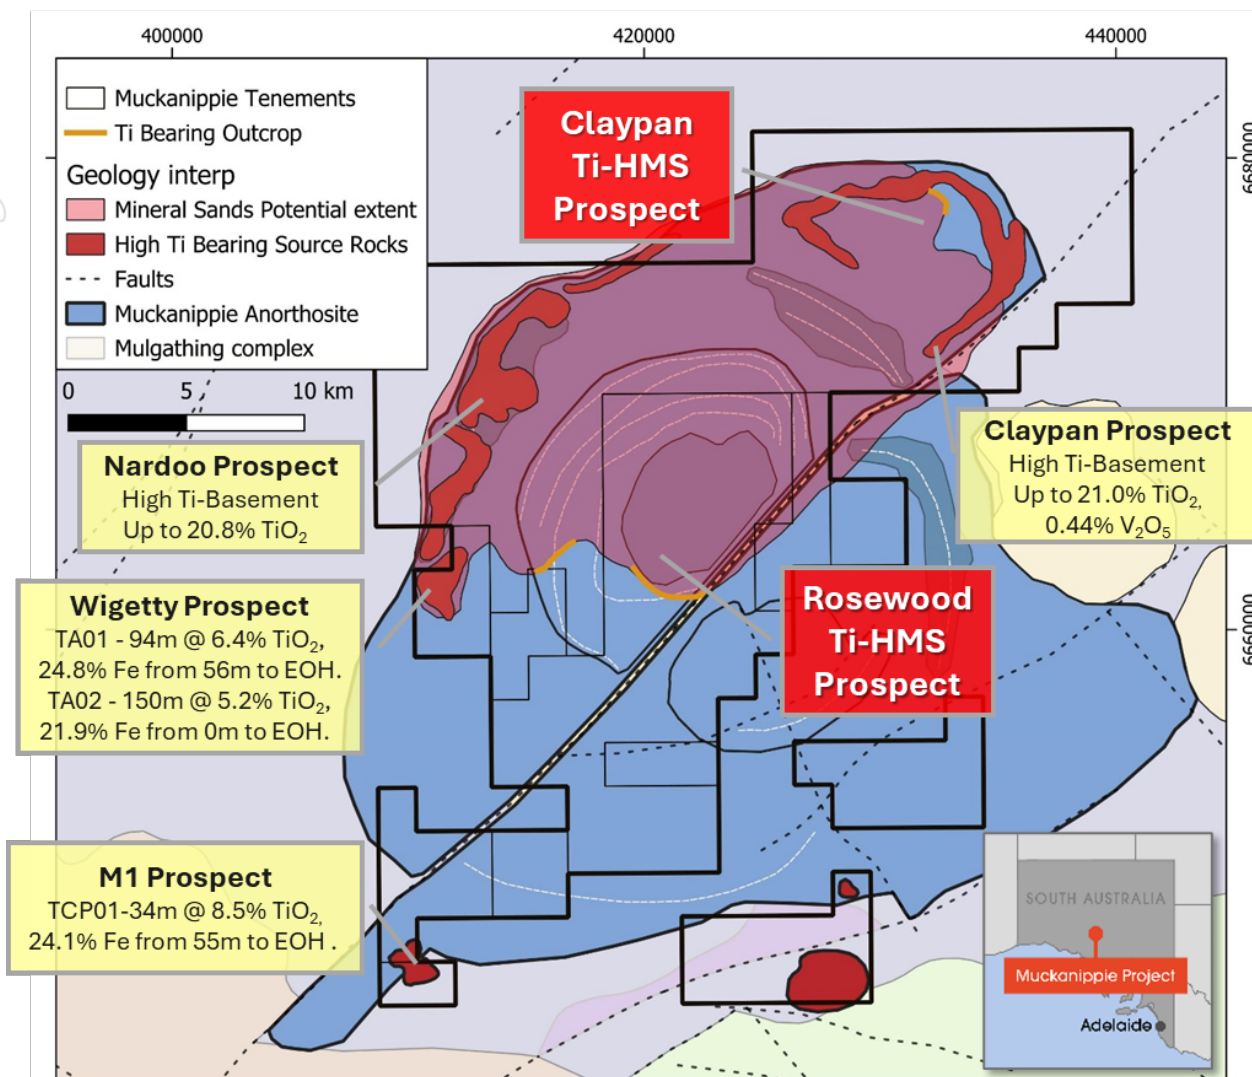 400000
420000
440000
6680000
6660000
Muckanippie Tenements
Ti Bearing Outcrop
Geology interp
Mineral Sands Potential extent
High Ti Bearing Source Rocks
Faults
Muckanippie Anorthosite
Mulgathing complex
0 5 10 km
Claypan
Ti-HMS
Prospect
Nardoo Prospect
High Ti-Basement
Up to 20.8% TiO₂
Claypan Prospect
High Ti-Basement
Up to 21.0% TiO₂,
0.44% V₂O₅
Wigetty Prospect
TA01 - 94m @ 6.4% TiO₂,
24.8% Fe from 56m to EOH.
TA02 - 150m @ 5.2% TiO₂,
21.9% Fe from 0m to EOH.
Rosewood
Ti-HMS
Prospect
M1 Prospect
TCP01-34m @ 8.5% TiO₂,
24.1% Fe from 55m to EOH .
SOUTH AUSTRALIA
Muckanippie Project
Adelaide